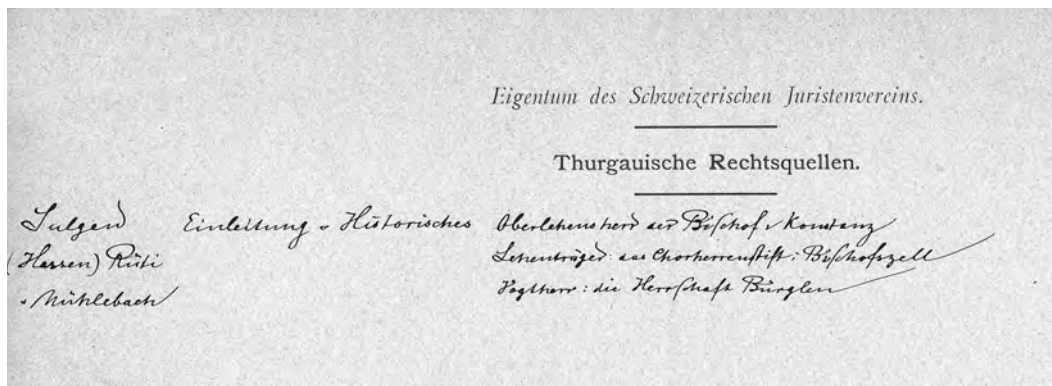 Eigentum des Schweizerischen Juristenvereins.
Thurgauische Rechtsquellen.
Sulgen Einleitung u. Historisches Oberlehensherr der Bischof v. Konstanz
(Hessen) Rüti Lehenträger: das Chorherrenstift: Bischofszell
u. Mühlebach Vogtherr: die Herrschaft Bürglen